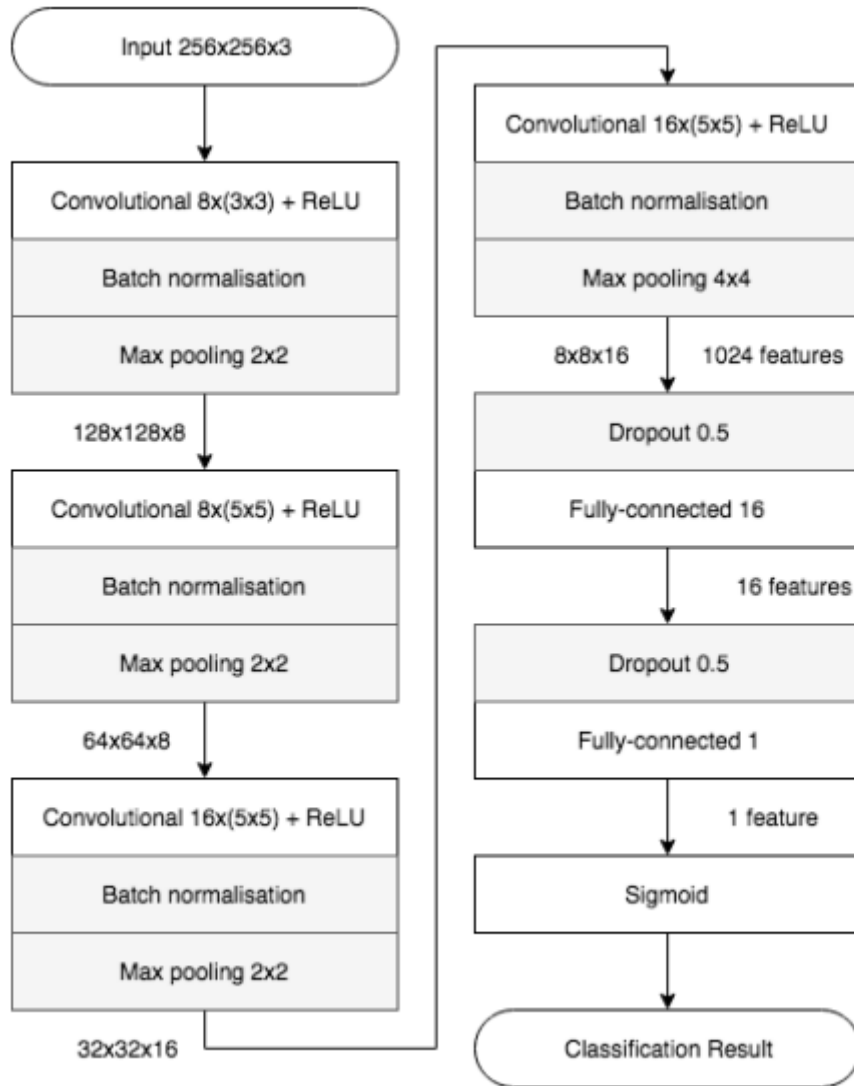 Input 256x256x3
Convolutional 8x(3x3) + ReLU
Batch normalisation
Max pooling 2x2
128x128x8
Convolutional 8x(5x5) + ReLU
Batch normalisation
Max pooling 2x2
64x64x8
Convolutional 16x(5x5) + ReLU
Batch normalisation
Max pooling 2x2
32x32x16
Convolutional 16x(5x5) + ReLU
Batch normalisation
Max pooling 4x4
8x8x16 1024 features
Dropout 0.5
Fully-connected 16
16 features
Dropout 0.5
Fully-connected 1
1 feature
Sigmoid
Classification Result